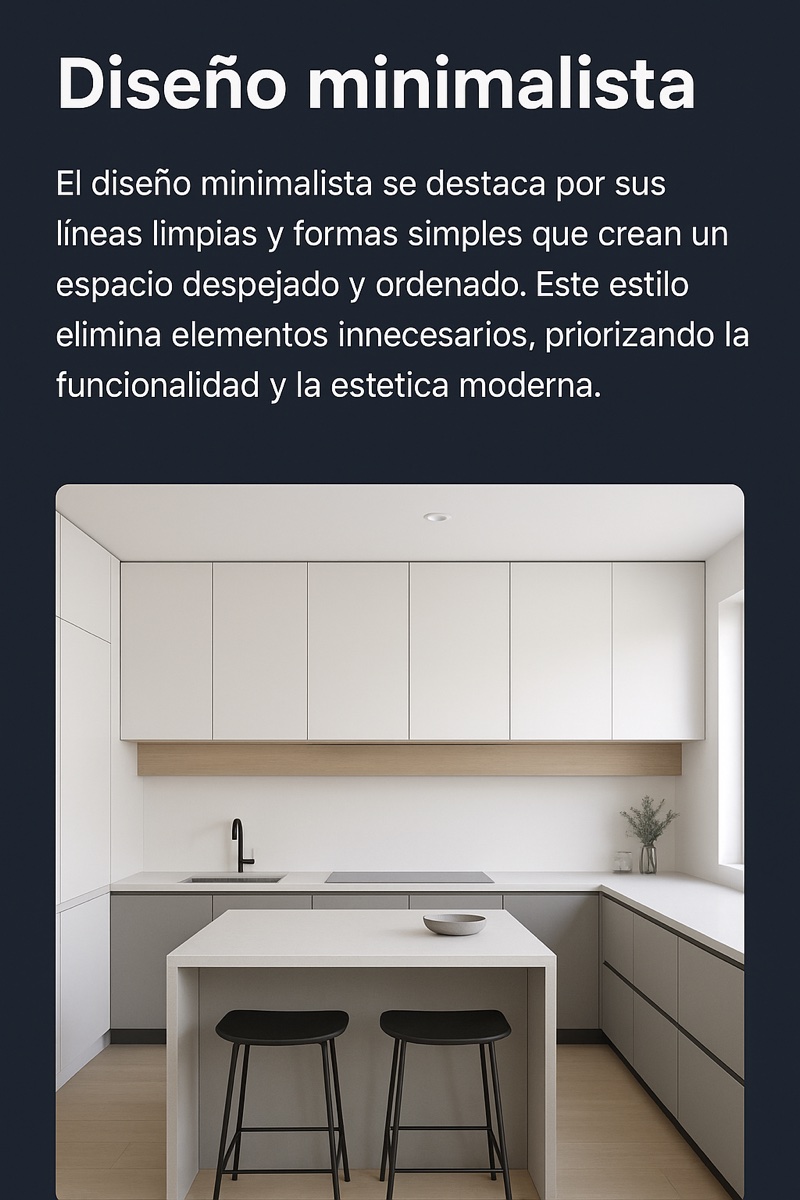 Diseño minimalista
El diseño minimalista se destaca por sus
líneas limpias y formas simples que crean un
espacio despejado y ordenado. Este estilo
elimina elementos innecesarios, priorizando la
funcionalidad y la estetica moderna.